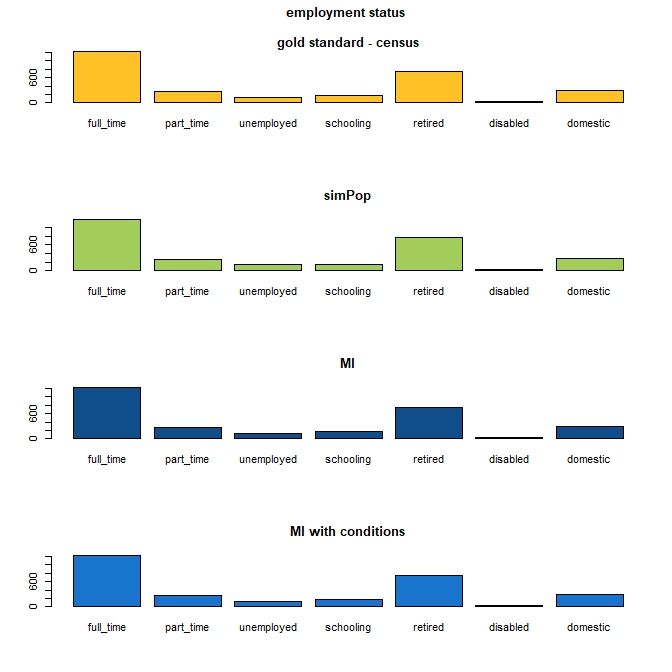 employment status
gold standard - census
600
0
full_time part_time unemployed schooling retired disabled domestic
simPop
600
0
full_time part_time unemployed schooling retired disabled domestic
MI
600
0
full_time part_time unemployed schooling retired disabled domestic
MI with conditions
600
0
full_time part_time unemployed schooling retired disabled domestic